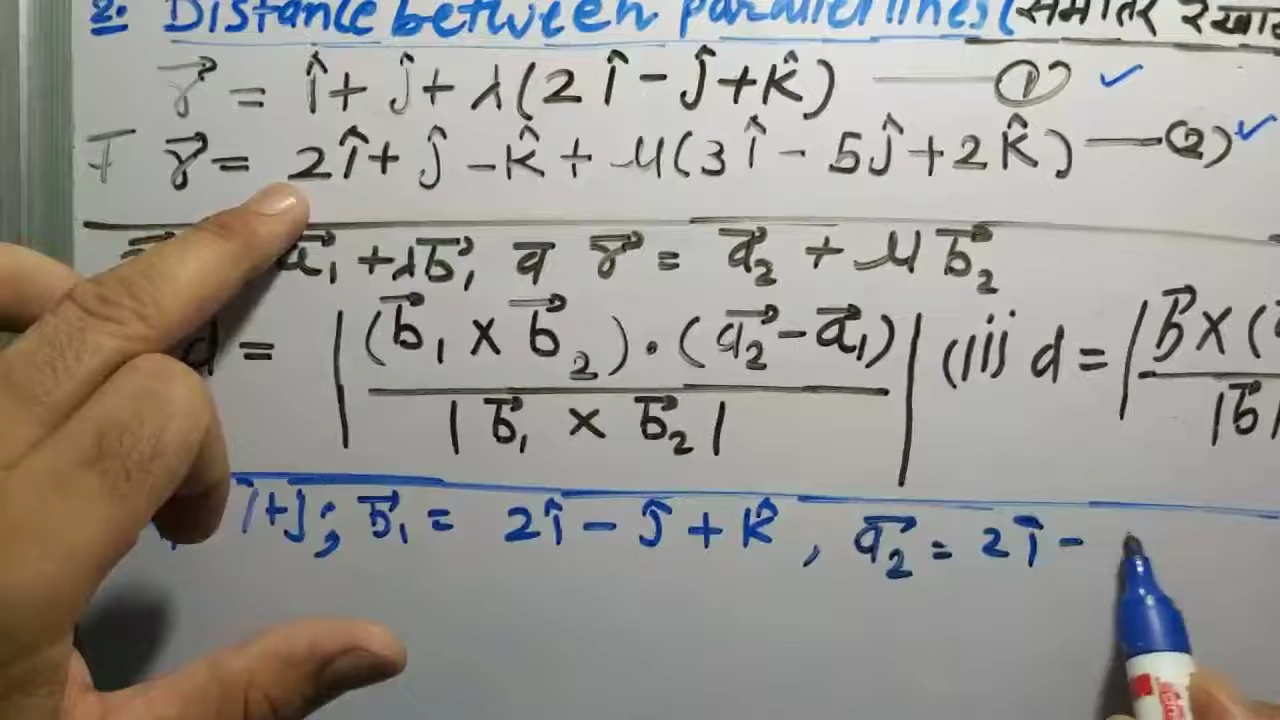 2. Distance between parallel lines (समांतर रेखा
r⃗ = î + ĵ + λ(2î - ĵ + k̂) —— ①
r⃗ = 2î + ĵ - k̂ + μ(3î - 5ĵ + 2k̂) —— (2)
a⃗₁ + λb⃗₁ व r⃗ = a⃗₂ + μb⃗₂
d = |(b⃗₁ × b⃗₂)·(a⃗₂ - a⃗₁) / |b⃗₁ × b⃗₂|| (ii) d = |b⃗ × ( / |b⃗|
î + ĵ; b⃗₁ = 2î - ĵ + k̂, a⃗₂ = 2î -